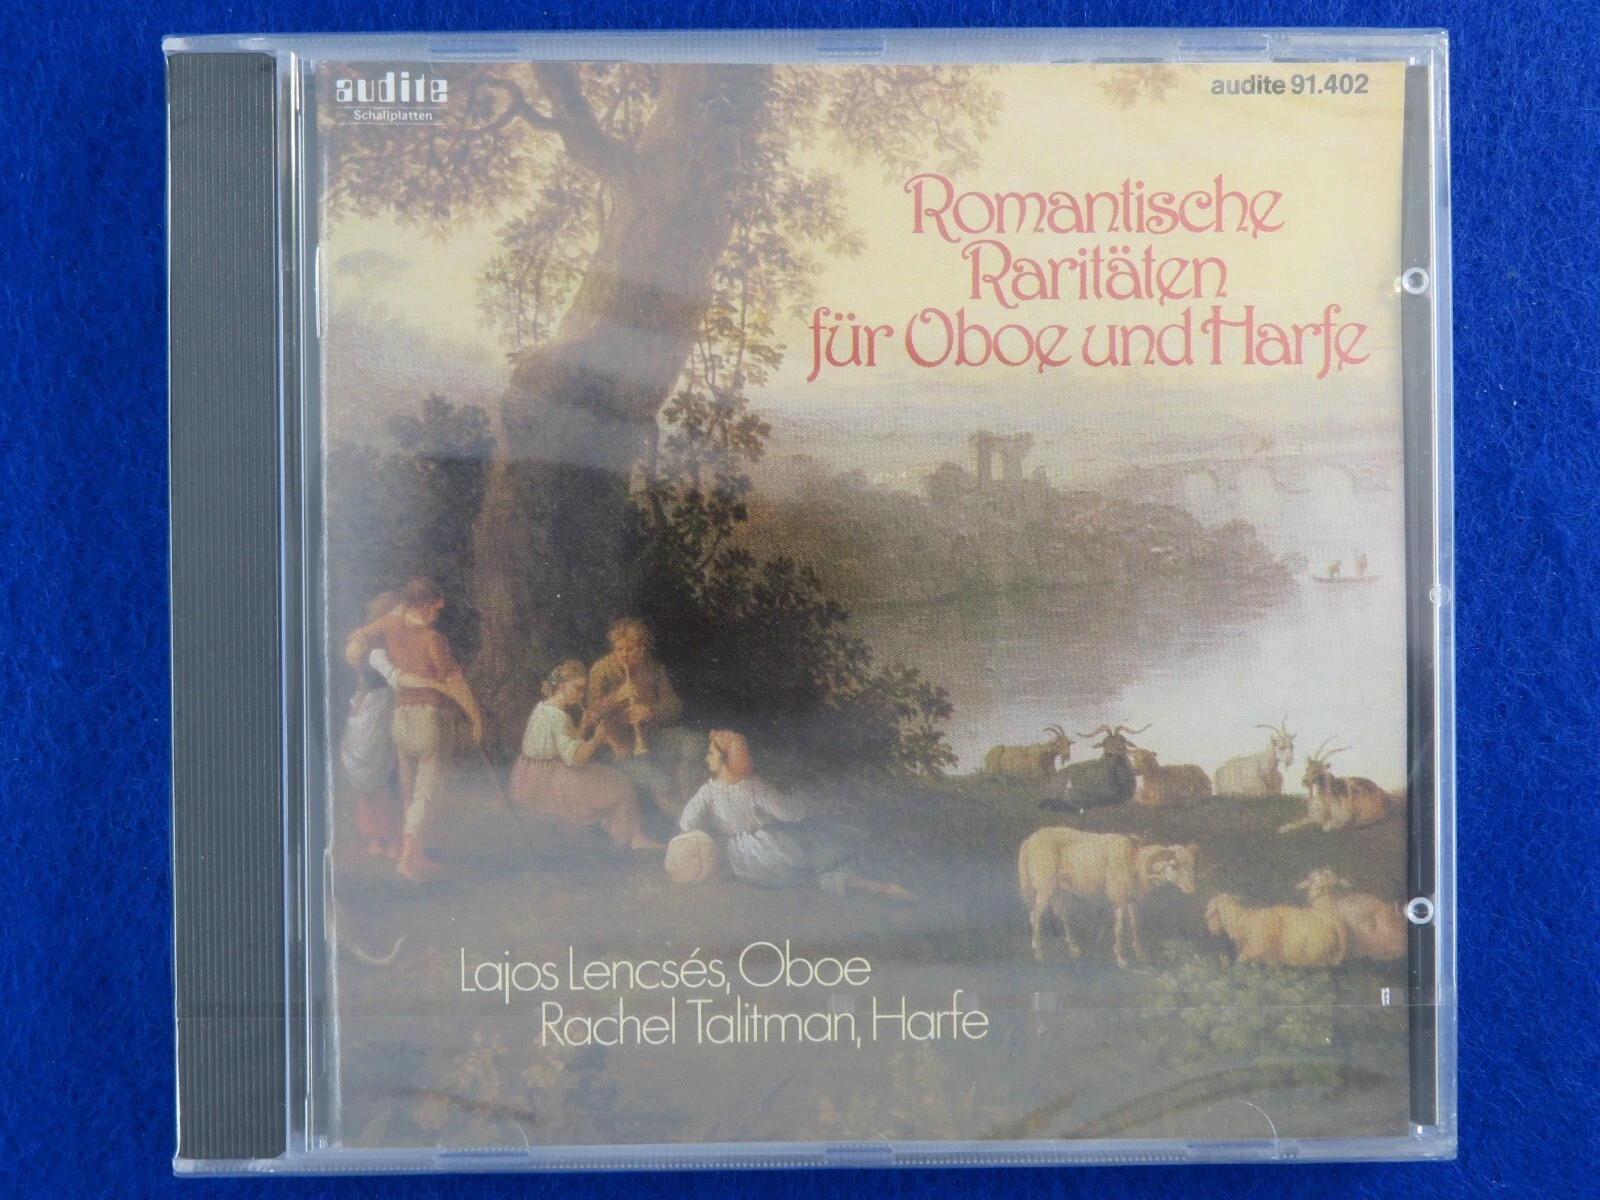 audite
Schallplatten
audite 91.402
Romantische
Raritäten
für Oboe und Harfe
Lajos Lencsés, Oboe
Rachel Talitman, Harfe